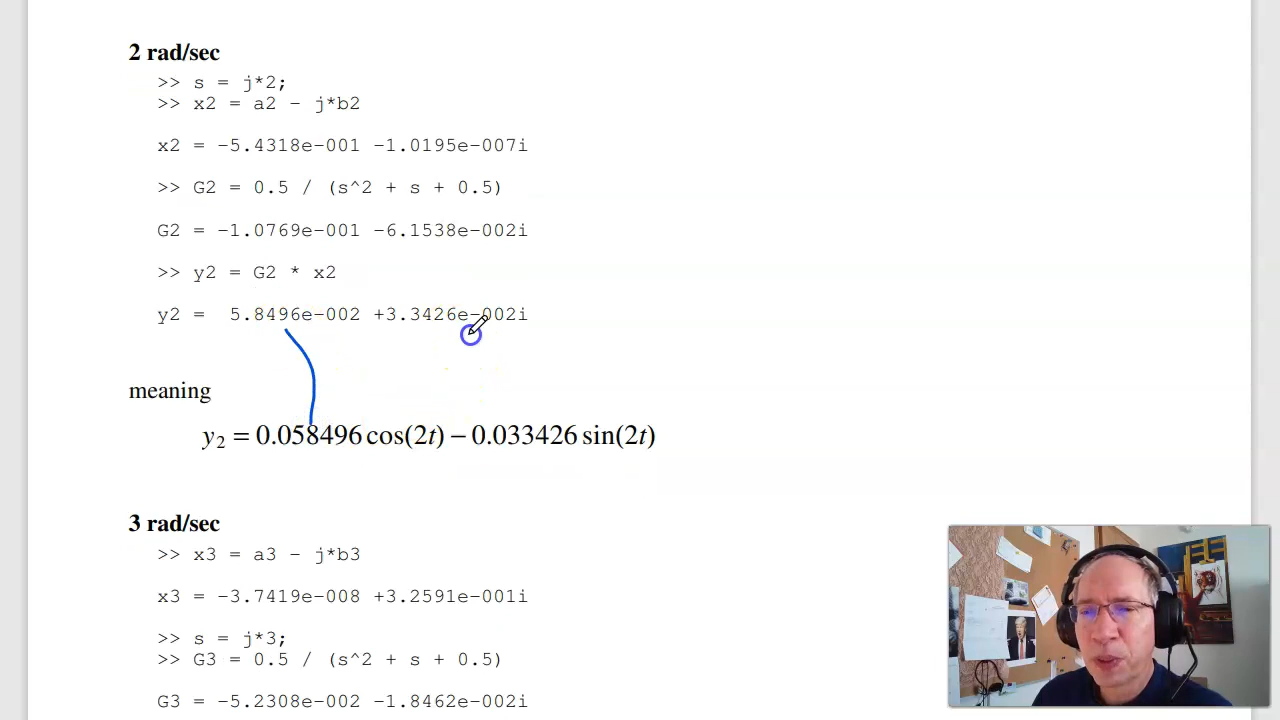 2 rad/sec
>> s = j*2;
>> x2 = a2 - j*b2
x2 = -5.4318e-001 -1.0195e-007i
>> G2 = 0.5 / (s^2 + s + 0.5)
G2 = -1.0769e-001 -6.1538e-002i
>> y2 = G2 * x2
y2 =  5.8496e-002 +3.3426e-002i
meaning
y₂ = 0.058496 cos(2t) − 0.033426 sin(2t)
3 rad/sec
>> x3 = a3 - j*b3
x3 = -3.7419e-008 +3.2591e-001i
>> s = j*3;
>> G3 = 0.5 / (s^2 + s + 0.5)
G3 = -5.2308e-002 -1.8462e-002i